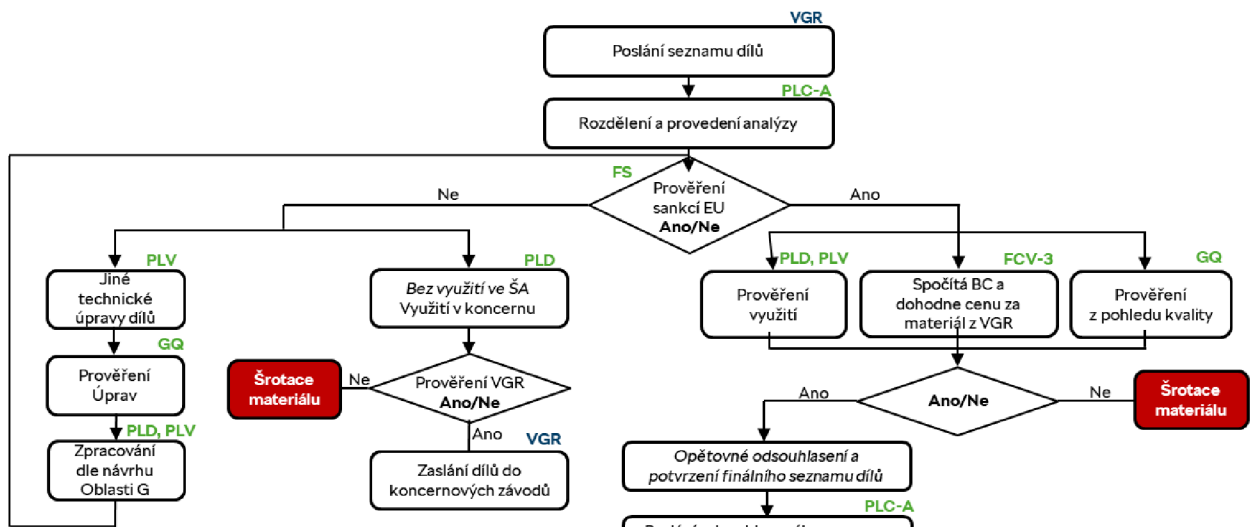 VGR
Poslání seznamu dílů
PLC-A
Rozdělení a provedení analýzy
FS
Prověření
sankcí EU
Ano/Ne
Ne
Ano
PLV
Jiné
technické
úpravy dílů
GQ
Prověření
Úprav
PLD, PLV
Zpracování
dle návrhu
Oblasti G
PLD
Bez využití ve ŠA
Využití v koncernu
Prověření VGR
Ano/Ne
Ne
Šrotace
materiálu
Ano
VGR
Zaslání dílů do
koncernových závodů
PLD, PLV
Prověření
využití
FCV-3
Spočítá BC a
dohodne cenu za
materiál z VGR
GQ
Prověření
z pohledu kvality
Ano/Ne
Ano
Ne
Šrotace
materiálu
Opětovné odsouhlasení a
potvrzení finálního seznamu dílů
PLC-A